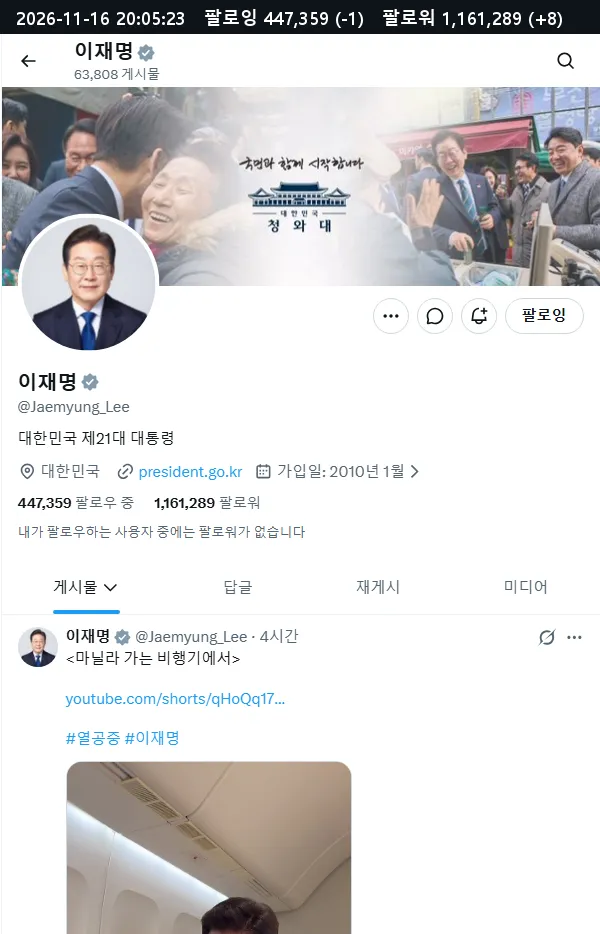 2026-11-16 20:05:23 팔로잉 447,359 (-1) 팔로워 1,161,289 (+8)
이재명
63,808 게시물
국민과 함께 시작합니다
대한민국
청와대
팔로잉
이재명
@Jaemyung_Lee
대한민국 제21대 대통령
대한민국 president.go.kr 가입일: 2010년 1월
447,359 팔로우 중 1,161,289 팔로워
내가 팔로우하는 사용자 중에는 팔로워가 없습니다
게시물 답글 재게시 미디어
이재명 @Jaemyung_Lee · 4시간
<마닐라 가는 비행기에서>
youtube.com/shorts/qHoQq17...
#열공중 #이재명